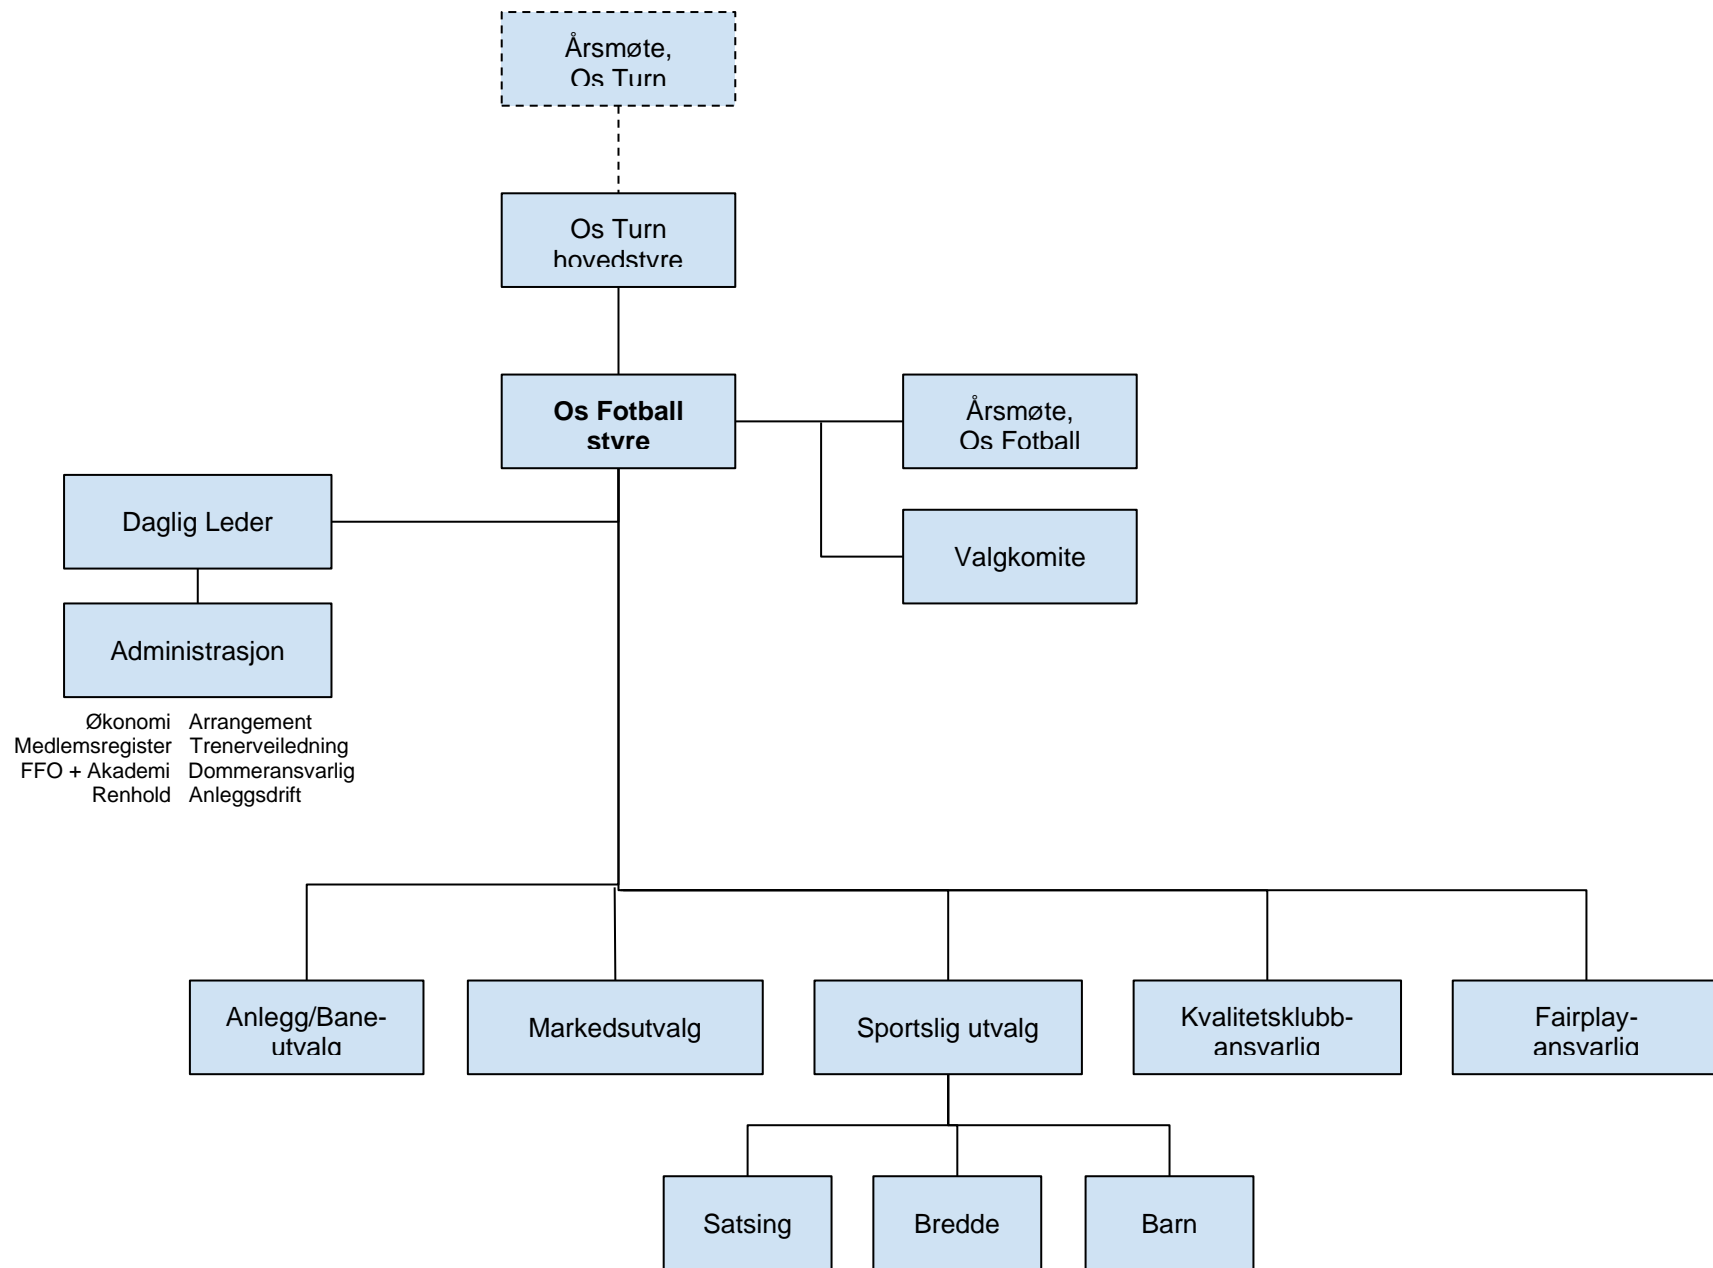 Årsmøte,
Os Turn
Os Turn
hovedstyre
Os Fotball
styre
Årsmøte,
Os Fotball
Daglig Leder
Valgkomite
Administrasjon
Økonomi Arrangement
Medlemsregister Trenerveiledning
FFO + Akademi Dommeransvarlig
Renhold Anleggsdrift
Anlegg/Bane-
utvalg
Markedsutvalg
Sportslig utvalg
Kvalitetsklubb-
ansvarlig
Fairplay-
ansvarlig
Satsing
Bredde
Barn